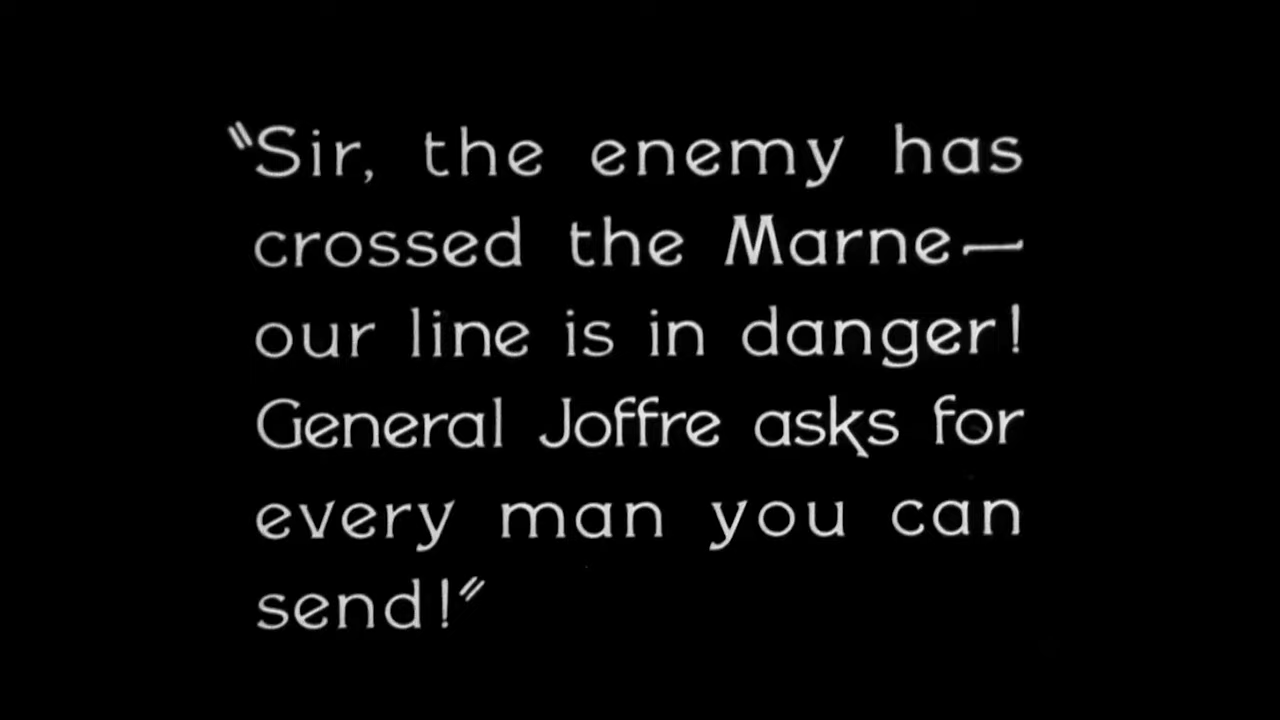 "Sir, the enemy has
crossed the Marne—
our line is in danger!
General Joffre asks for
every man you can
send!"